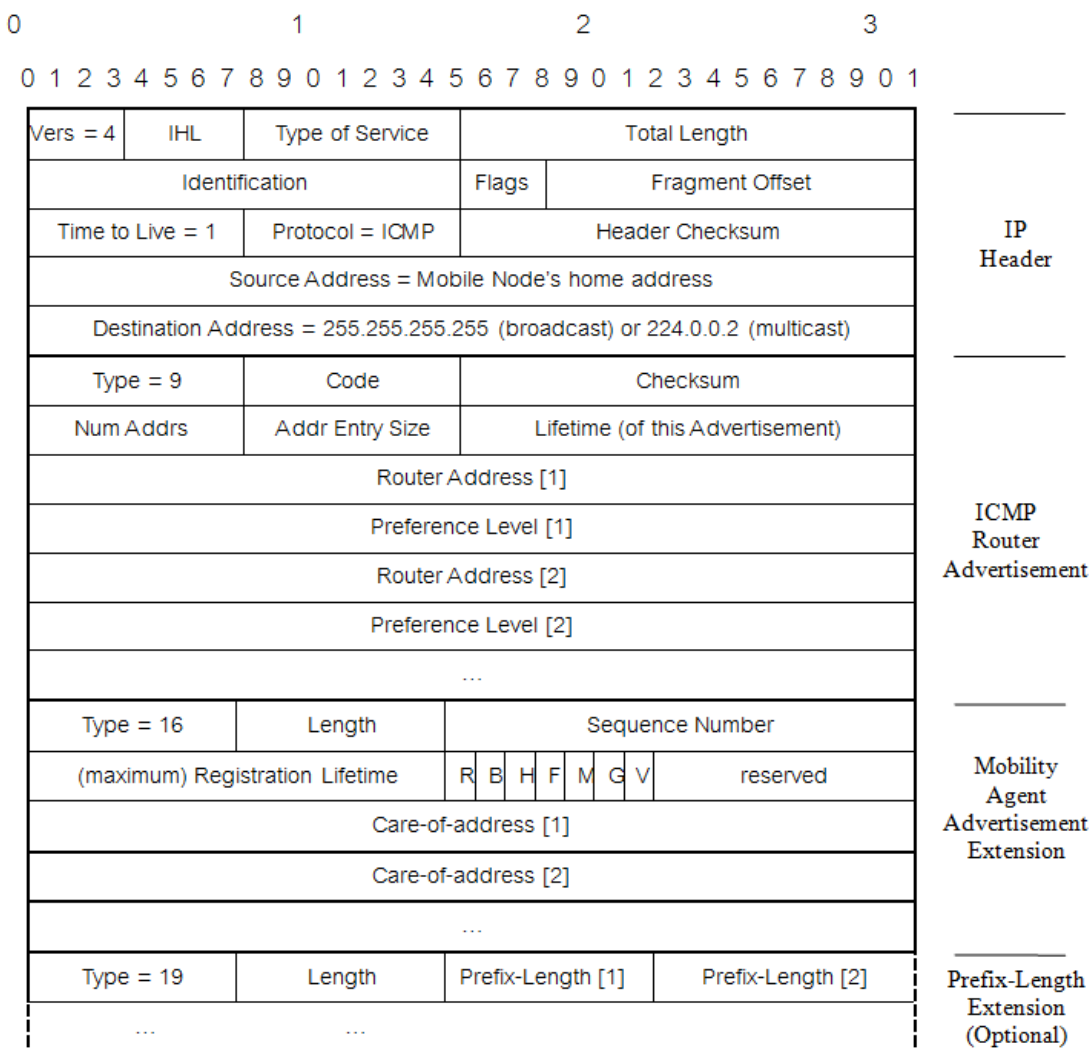 0 1 2 3
0 1 2 3 4 5 6 7 8 9 0 1 2 3 4 5 6 7 8 9 0 1 2 3 4 5 6 7 8 9 0 1
Vers = 4 IHL Type of Service Total Length
Identification Flags Fragment Offset
Time to Live = 1 Protocol = ICMP Header Checksum
Source Address = Mobile Node's home address
Destination Address = 255.255.255.255 (broadcast) or 224.0.0.2 (multicast)
IP
Header
Type = 9 Code Checksum
Num Addrs Addr Entry Size Lifetime (of this Advertisement)
Router Address [1]
Preference Level [1]
Router Address [2]
Preference Level [2]
...
ICMP
Router
Advertisement
Type = 16 Length Sequence Number
(maximum) Registration Lifetime R B H F M G V reserved
Care-of-address [1]
Care-of-address [2]
...
Mobility
Agent
Advertisement
Extension
Type = 19 Length Prefix-Length [1] Prefix-Length [2]
... ...
Prefix-Length
Extension
(Optional)